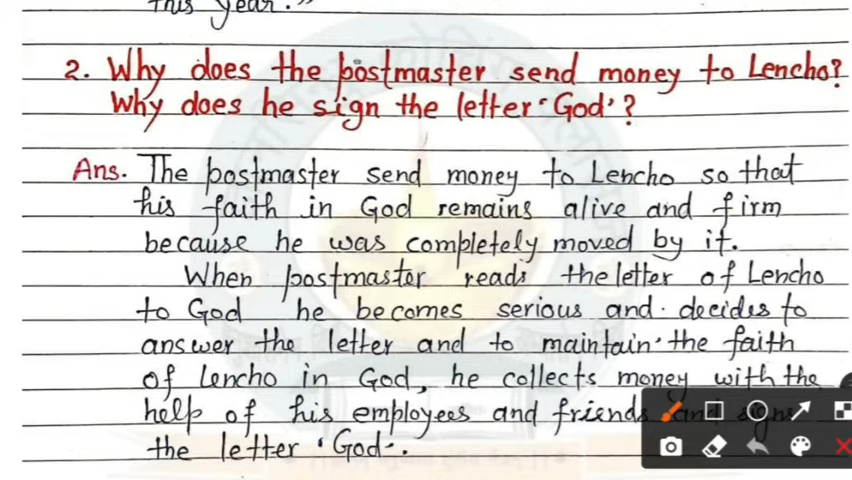 this year."
2. Why does the postmaster send money to Lencho?
Why does he sign the letter 'God'?
Ans. The postmaster send money to Lencho so that
his faith in God remains alive and firm
because he was completely moved by it.
When postmaster reads the letter of Lencho
to God he becomes serious and decides to
answer the letter and to maintain the faith
of Lencho in God, he collects money with the
help of his employees and friends and signs
the letter 'God'.